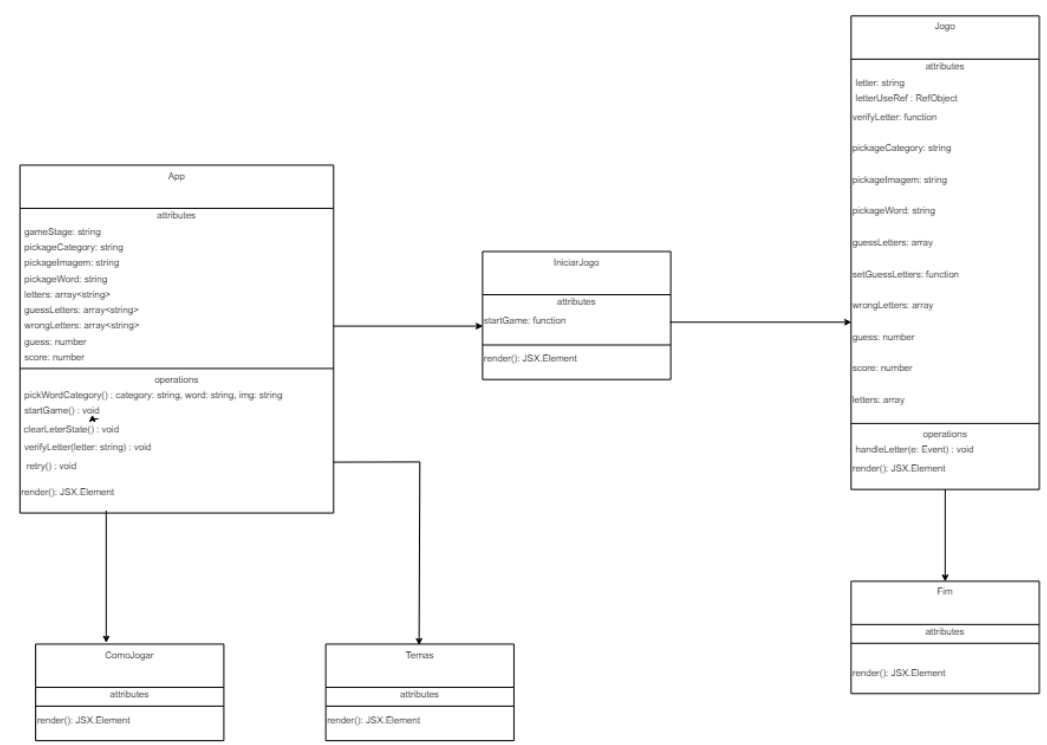 App
attributes
gameStage: string
pickageCategory: string
pickageImagem: string
pickageWord: string
letters: array<string>
guessLetters: array<string>
wrongLetters: array<string>
guess: number
score: number
operations
pickWordCategory() : category: string, word: string, img: string
startGame() : void
clearLeterState() : void
verifyLetter(letter: string) : void
retry() : void
render(): JSX.Element
IniciarJogo
attributes
startGame: function
render(): JSX.Element
Jogo
attributes
letter: string
letterUseRef : RefObject
verifyLetter: function
pickageCategory: string
pickageImagem: string
pickageWord: string
guessLetters: array
setGuessLetters: function
wrongLetters: array
guess: number
score: number
letters: array
operations
handleLetter(e: Event) : void
render(): JSX.Element
ComoJogar
attributes
render(): JSX.Element
Temas
attributes
render(): JSX.Element
Fim
attributes
render(): JSX.Element